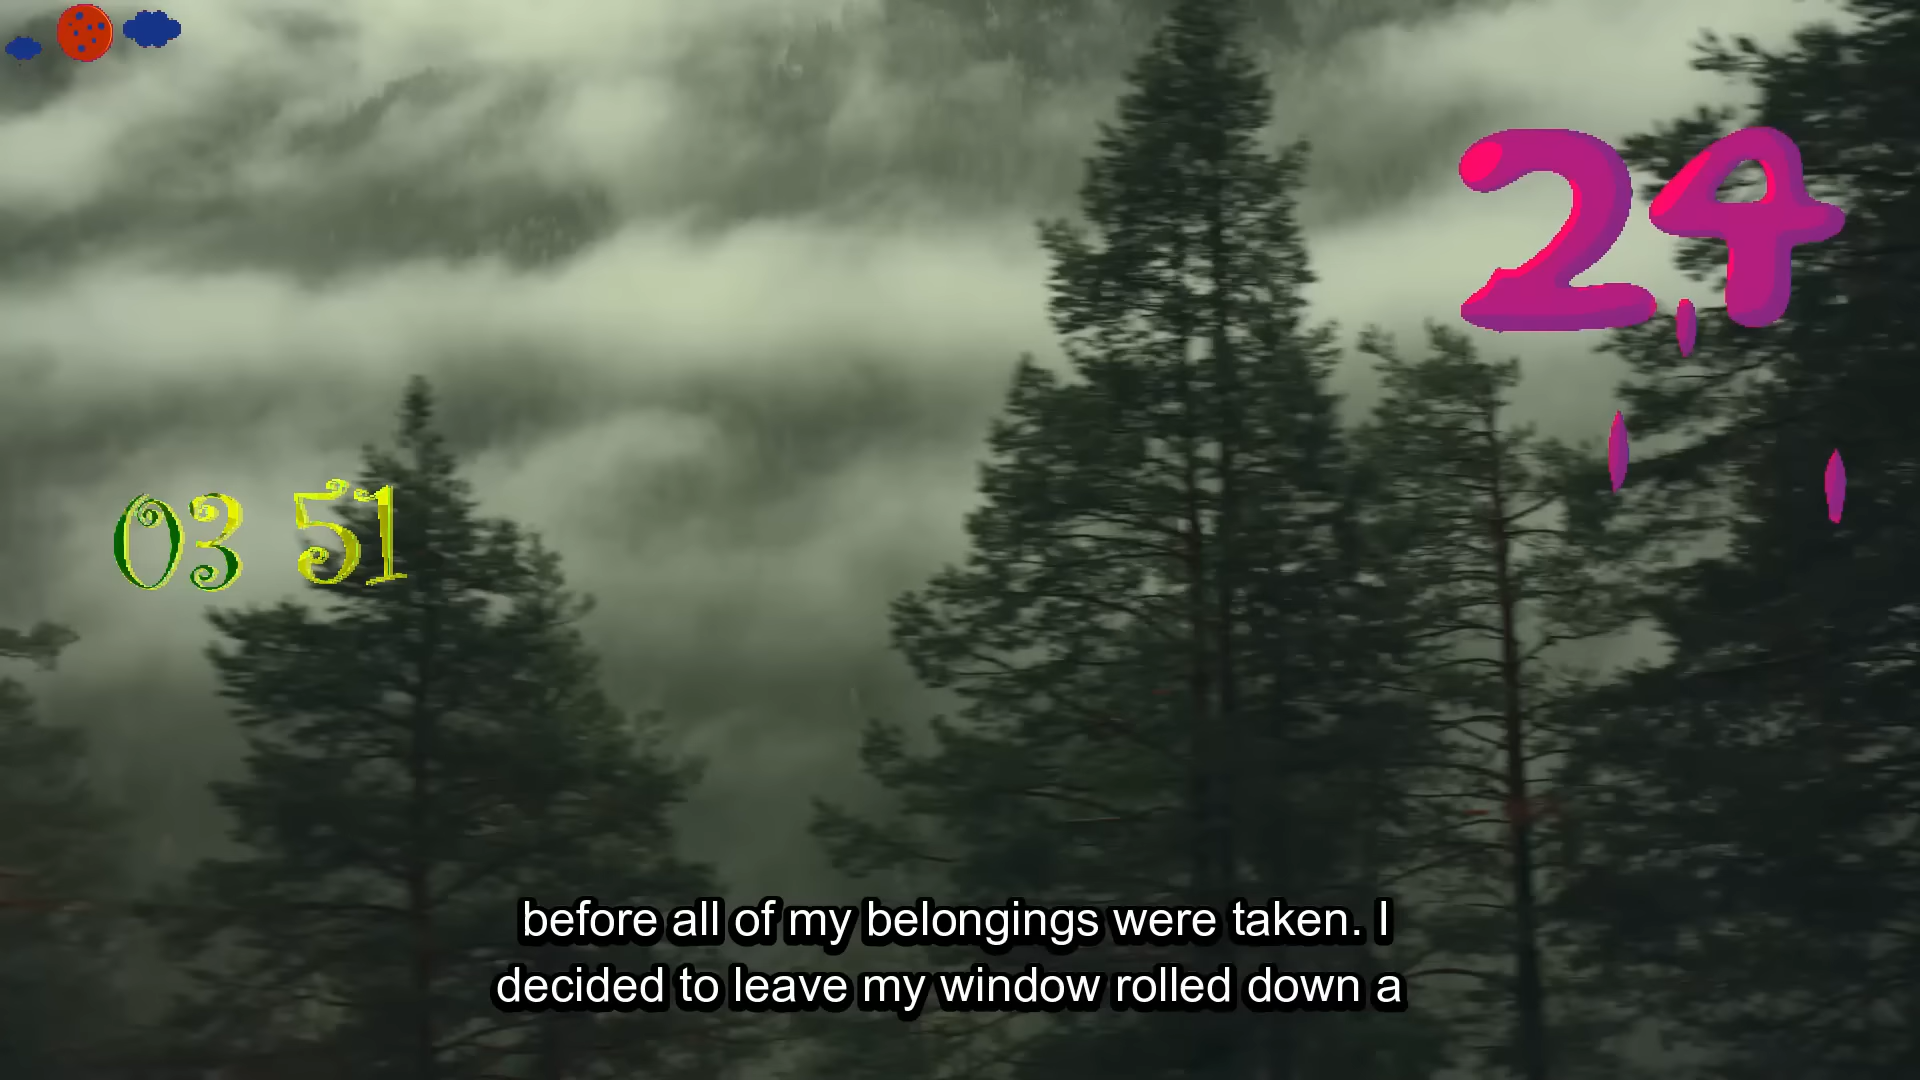 24
03 51
before all of my belongings were taken. I
decided to leave my window rolled down a